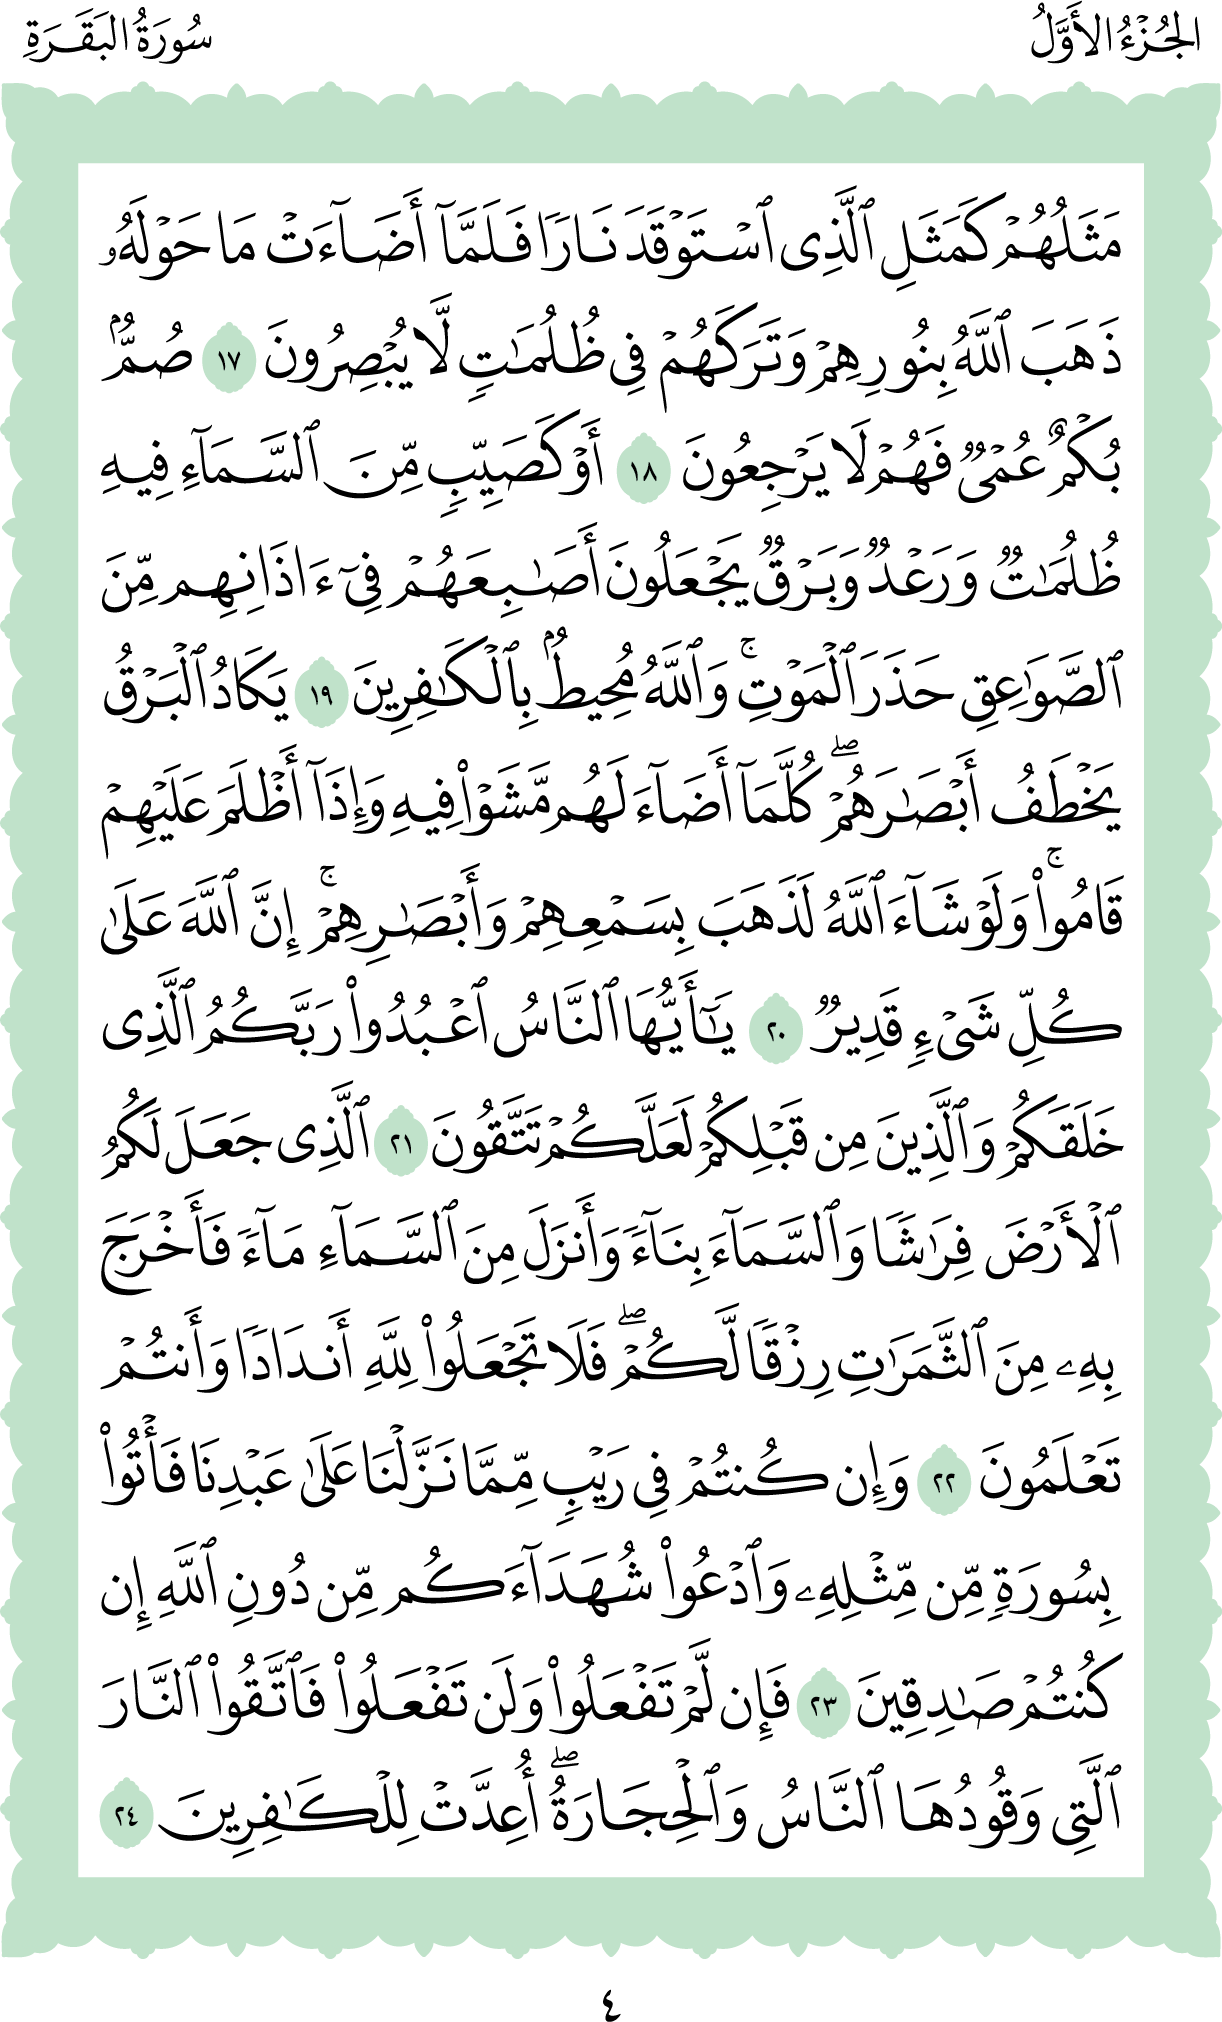 الجُزْءُ الأَوَّلُ
سُورَةُ البَقَرَةِ
مَثَلُهُمْ كَمَثَلِ ٱلَّذِى ٱسْتَوْقَدَ نَارًا فَلَمَّآ أَضَآءَتْ مَا حَوْلَهُۥ
ذَهَبَ ٱللَّهُ بِنُورِهِمْ وَتَرَكَهُمْ فِى ظُلُمَـٰتٍ لَّا يُبْصِرُونَ ١٧ صُمٌّۢ
بُكْمٌ عُمْىٌ فَهُمْ لَا يَرْجِعُونَ ١٨ أَوْ كَصَيِّبٍ مِّنَ ٱلسَّمَآءِ فِيهِ
ظُلُمَـٰتٌ وَرَعْدٌ وَبَرْقٌ يَجْعَلُونَ أَصَـٰبِعَهُمْ فِىٓ ءَاذَانِهِم مِّنَ
ٱلصَّوَٰعِقِ حَذَرَ ٱلْمَوْتِ ۚ وَٱللَّهُ مُحِيطٌۢ بِٱلْكَـٰفِرِينَ ١٩ يَكَادُ ٱلْبَرْقُ
يَخْطَفُ أَبْصَـٰرَهُمْ ۖ كُلَّمَآ أَضَآءَ لَهُم مَّشَوْا۟ فِيهِ وَإِذَآ أَظْلَمَ عَلَيْهِمْ
قَامُوا۟ ۚ وَلَوْ شَآءَ ٱللَّهُ لَذَهَبَ بِسَمْعِهِمْ وَأَبْصَـٰرِهِمْ ۚ إِنَّ ٱللَّهَ عَلَىٰ
كُلِّ شَىْءٍ قَدِيرٌ ٢٠ يَـٰٓأَيُّهَا ٱلنَّاسُ ٱعْبُدُوا۟ رَبَّكُمُ ٱلَّذِى
خَلَقَكُمْ وَٱلَّذِينَ مِن قَبْلِكُمْ لَعَلَّكُمْ تَتَّقُونَ ٢١ ٱلَّذِى جَعَلَ لَكُمُ
ٱلْأَرْضَ فِرَٰشًا وَٱلسَّمَآءَ بِنَآءً وَأَنزَلَ مِنَ ٱلسَّمَآءِ مَآءً فَأَخْرَجَ
بِهِۦ مِنَ ٱلثَّمَرَٰتِ رِزْقًا لَّكُمْ ۖ فَلَا تَجْعَلُوا۟ لِلَّهِ أَندَادًا وَأَنتُمْ
تَعْلَمُونَ ٢٢ وَإِن كُنتُمْ فِى رَيْبٍ مِّمَّا نَزَّلْنَا عَلَىٰ عَبْدِنَا فَأْتُوا۟
بِسُورَةٍ مِّن مِّثْلِهِۦ وَٱدْعُوا۟ شُهَدَآءَكُم مِّن دُونِ ٱللَّهِ إِن
كُنتُمْ صَـٰدِقِينَ ٢٣ فَإِن لَّمْ تَفْعَلُوا۟ وَلَن تَفْعَلُوا۟ فَٱتَّقُوا۟ ٱلنَّارَ
ٱلَّتِى وَقُودُهَا ٱلنَّاسُ وَٱلْحِجَارَةُ ۖ أُعِدَّتْ لِلْكَـٰفِرِينَ ٢٤
٤